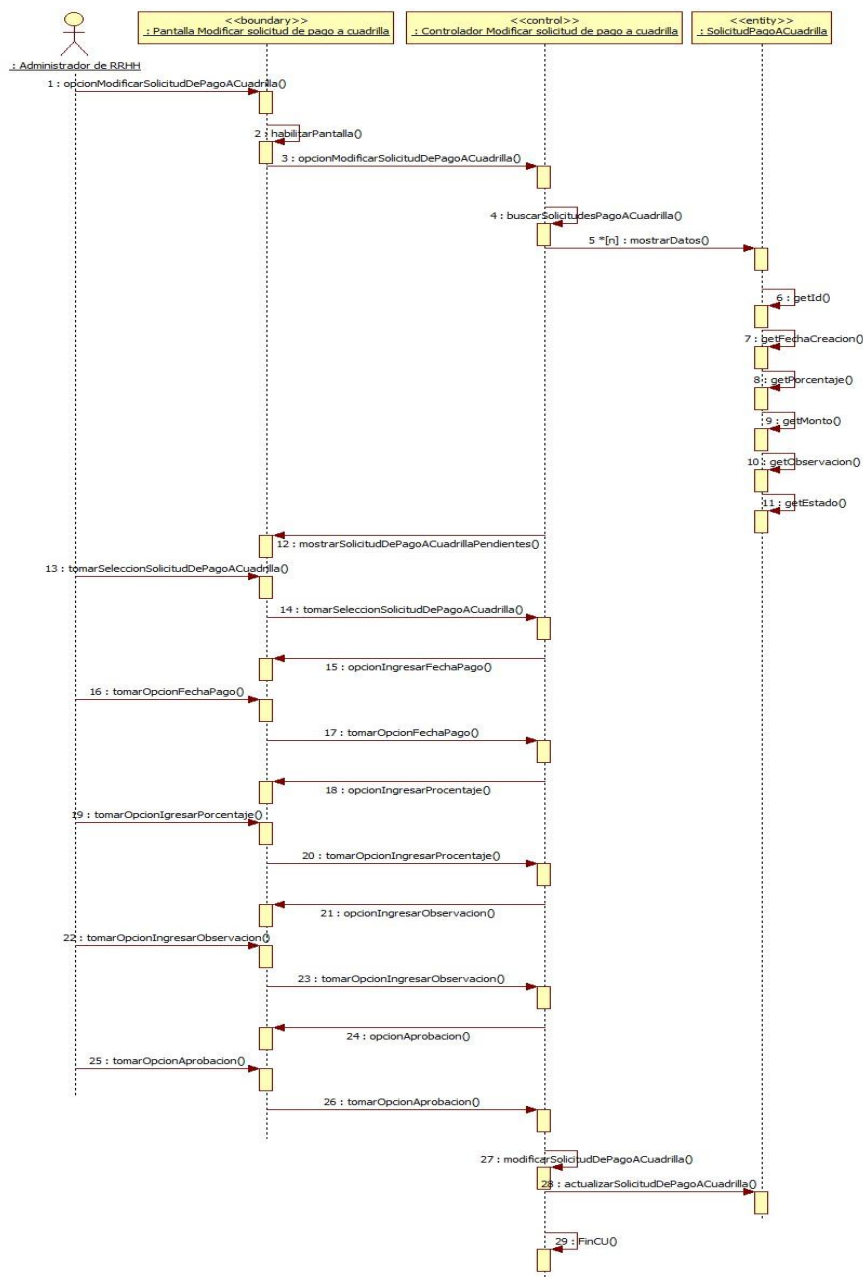 <<boundary>>
: Pantalla Modificar solicitud de pago a cuadrilla
<<control>>
: Controlador Modificar solicitud de pago a cuadrilla
<<entity>>
: SolicitudPagoACuadrilla
: Administrador de RRHH
1 : opcionModificarSolicitudDePagoACuadrilla()
2 : habilitarPantalla()
3 : opcionModificarSolicitudDePagoACuadrilla()
4 : buscarSolicitudesPagoACuadrilla()
5 *[n] : mostrarDatos()
6 : getId()
7 : getFechaCreacion()
8 : getPorcentaje()
9 : getMonto()
10 : getObservacion()
11 : getEstado()
12 : mostrarSolicitudDePagoACuadrillaPendientes()
13 : tomarSeleccionSolicitudDePagoACuadrilla()
14 : tomarSeleccionSolicitudDePagoACuadrilla()
15 : opcionIngresarFechaPago()
16 : tomarOpcionFechaPago()
17 : tomarOpcionFechaPago()
18 : opcionIngresarProcentaje()
19 : tomarOpcionIgresarPorcentaje()
20 : tomarOpcionIngresarProcentaje()
21 : opcionIngresarObservacion()
22 : tomarOpcionIngresarObservacion()
23 : tomarOpcionIngresarObservacion()
24 : opcionAprobacion()
25 : tomarOpcionAprobacion()
26 : tomarOpcionAprobacion()
27 : modificarSolicitudDePagoACuadrilla()
28 : actualizarSolicitudDePagoACuadrilla()
29 : FinCU()